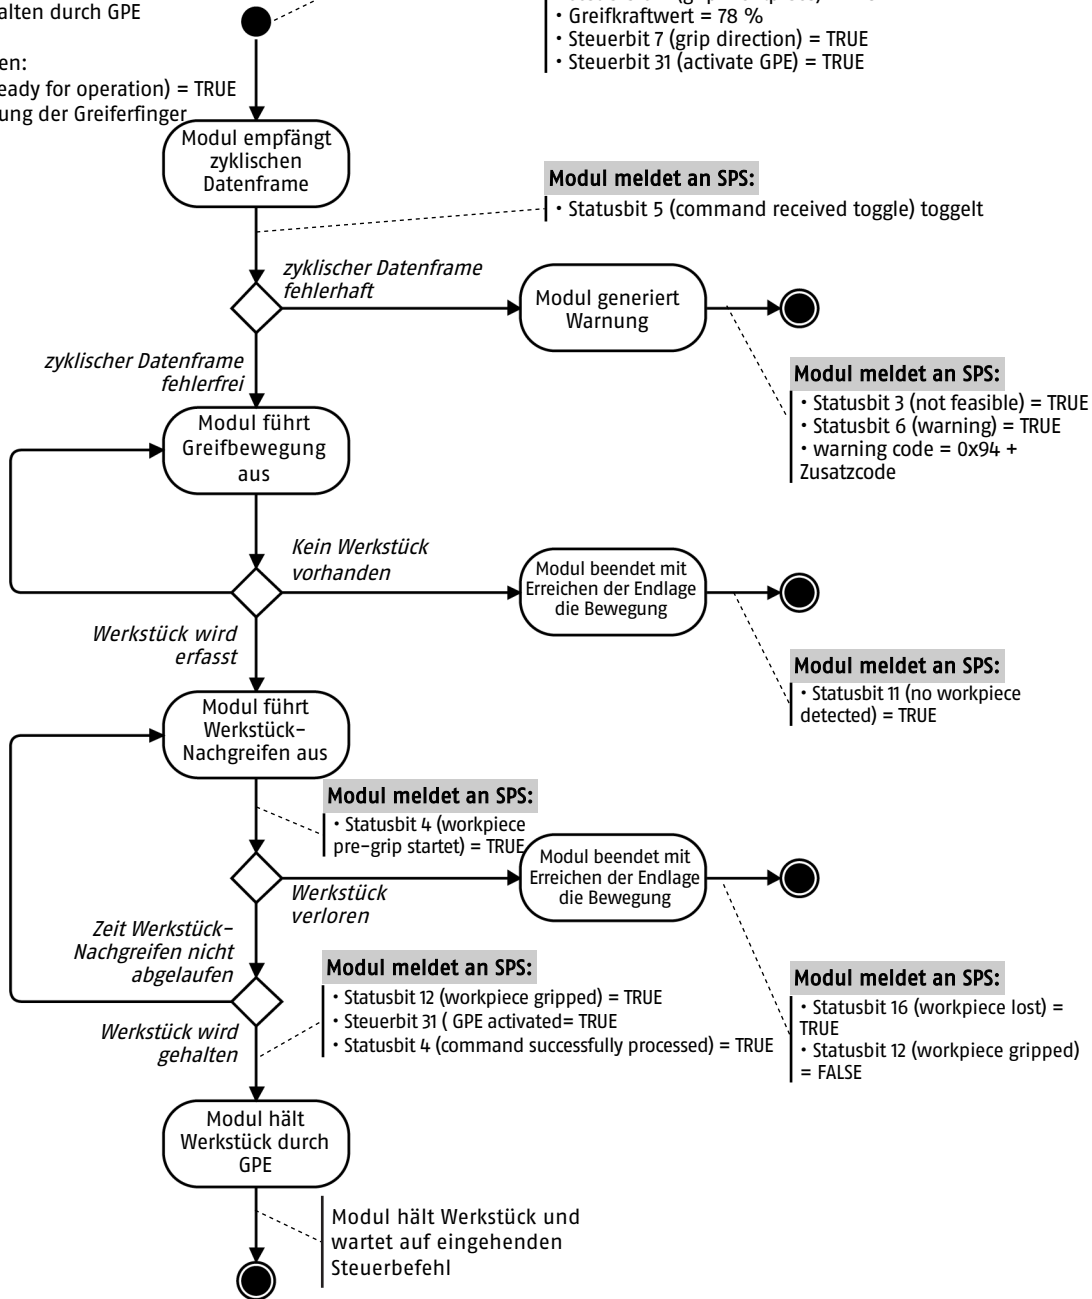 alten durch GPE
en:
eady for operation) = TRUE
ung der Greiferfinger
• Greifkraftwert = 78 %
• Steuerbit 7 (grip direction) = TRUE
• Steuerbit 31 (activate GPE) = TRUE
Modul empfängt
zyklischen
Datenframe
Modul meldet an SPS:
• Statusbit 5 (command received toggle) toggelt
zyklischer Datenframe
fehlerhaft
Modul generiert
Warnung
zyklischer Datenframe
fehlerfrei
Modul meldet an SPS:
• Statusbit 3 (not feasible) = TRUE
• Statusbit 6 (warning) = TRUE
• warning code = 0x94 +
Zusatzcode
Modul führt
Greifbewegung
aus
Kein Werkstück
vorhanden
Modul beendet mit
Erreichen der Endlage
die Bewegung
Werkstück wird
erfasst
Modul meldet an SPS:
• Statusbit 11 (no workpiece
detected) = TRUE
Modul führt
Werkstück-
Nachgreifen aus
Modul meldet an SPS:
• Statusbit 4 (workpiece
pre-grip startet) = TRUE
Modul beendet mit
Erreichen der Endlage
die Bewegung
Werkstück
verloren
Zeit Werkstück-
Nachgreifen nicht
abgelaufen
Modul meldet an SPS:
• Statusbit 12 (workpiece gripped) = TRUE
• Steuerbit 31 ( GPE activated= TRUE
• Statusbit 4 (command successfully processed) = TRUE
Modul meldet an SPS:
• Statusbit 16 (workpiece lost) =
TRUE
• Statusbit 12 (workpiece gripped)
= FALSE
Werkstück wird
gehalten
Modul hält
Werkstück durch
GPE
Modul hält Werkstück und
wartet auf eingehenden
Steuerbefehl